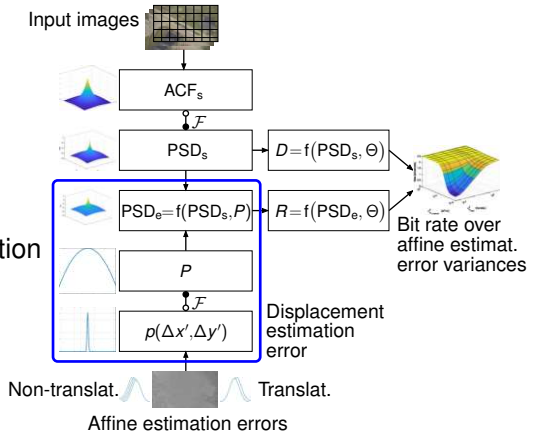 Input images
ACFₛ
ℱ
PSDₛ
D=f(PSDₛ,Θ)
PSDₑ=f(PSDₛ,P)
R=f(PSDₑ,Θ)
Bit rate over
affine estimat.
error variances
tion
P
ℱ
p(Δx′,Δy′)
Displacement
estimation
error
Non-translat.
Translat.
Affine estimation errors